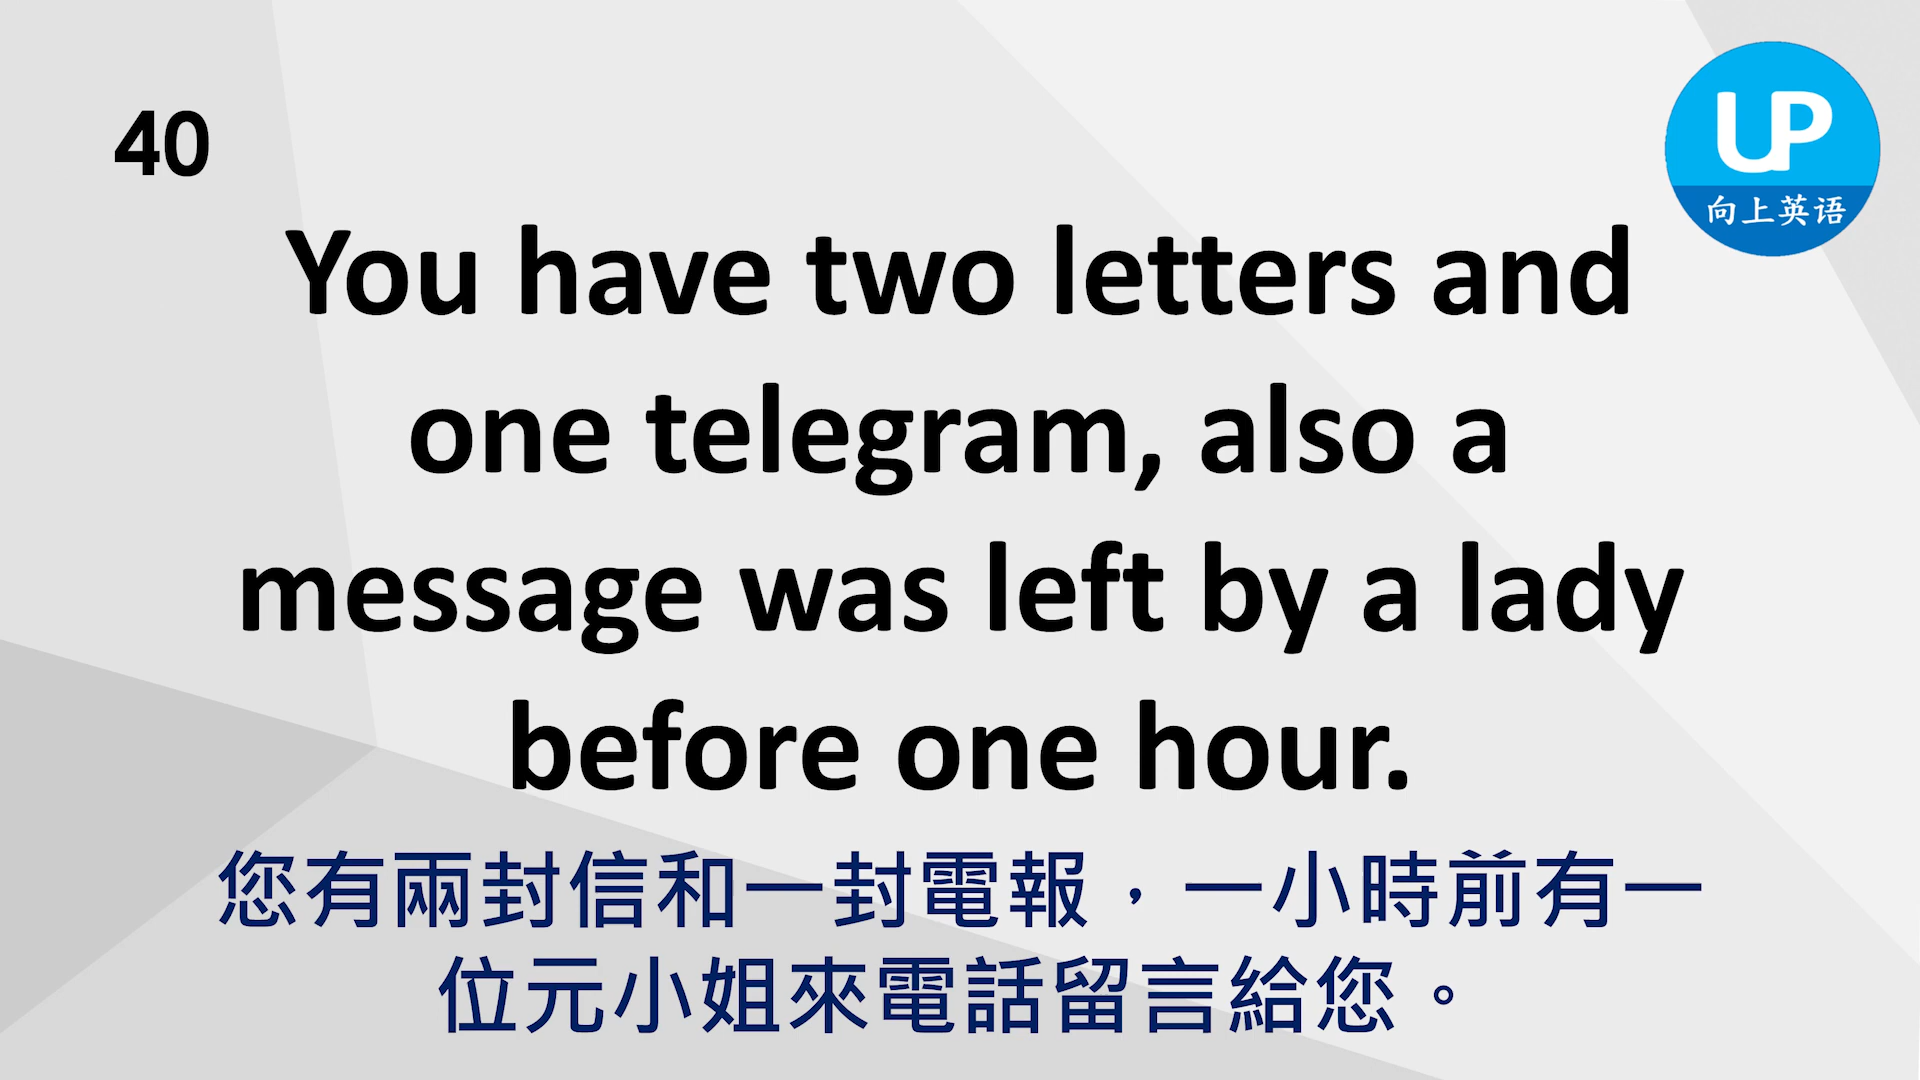 40
UP
向上英语
You have two letters and
one telegram, also a
message was left by a lady
before one hour.
您有兩封信和一封電報，一小時前有一
位元小姐來電話留言給您。